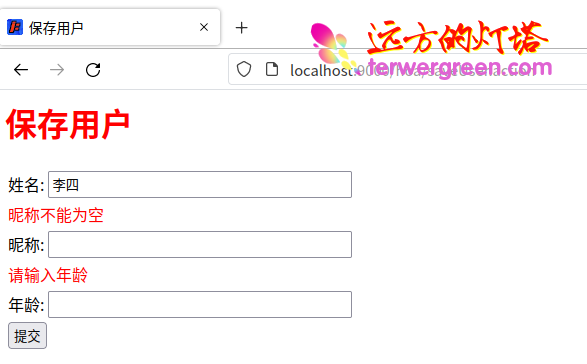 保存用户
远方的灯塔
localhost
terwergreen.com
保存用户
姓名: 李四
昵称不能为空
昵称:
请输入年龄
年龄:
提交